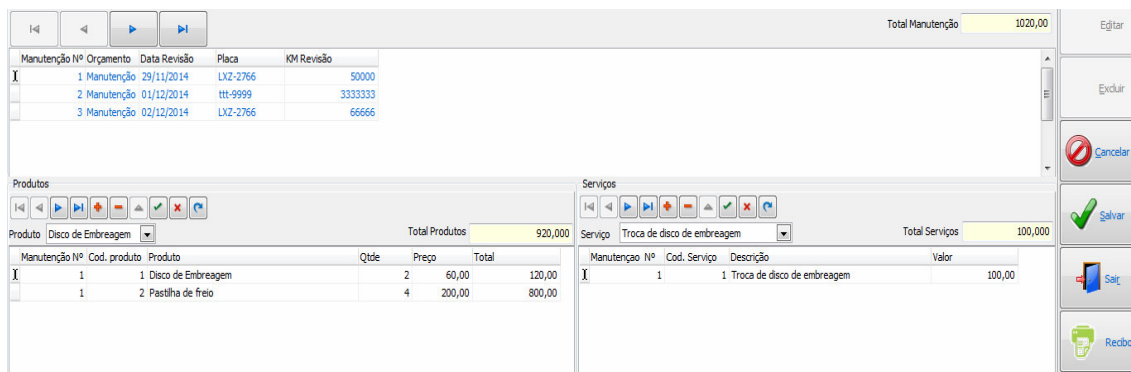 Total Manutenção 1020,00
Editar
Manutenção Nº Orçamento Data Revisão Placa KM Revisão
1 Manutenção 29/11/2014 LXZ-2766 50000
2 Manutenção 01/12/2014 ttt-9999 3333333
3 Manutenção 02/12/2014 LXZ-2766 66666
Excluir
Cancelar
Produtos
Produto Disco de Embreagem Total Produtos 920,000
Manutenção Nº Cod. produto Produto Qtde Preço Total
1 1 Disco de Embreagem 2 60,00 120,00
1 2 Pastilha de freio 4 200,00 800,00
Serviços
Serviço Troca de disco de embreagem Total Serviços 100,000
Manutençao Nº Cod. Serviço Descrição Valor
1 1 Troca de disco de embreagem 100,00
Salvar
Sair
Recibo